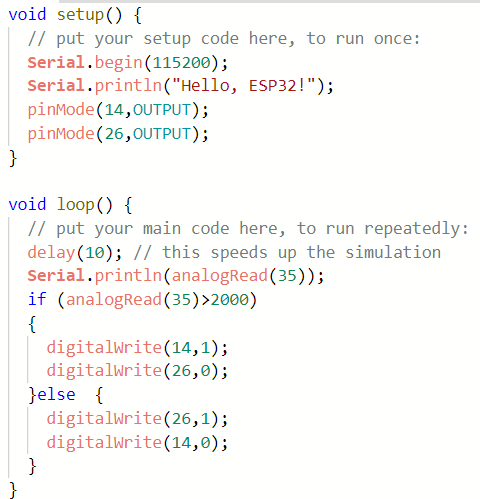 void setup() {
  // put your setup code here, to run once:
  Serial.begin(115200);
  Serial.println("Hello, ESP32!");
  pinMode(14,OUTPUT);
  pinMode(26,OUTPUT);
}

void loop() {
  // put your main code here, to run repeatedly:
  delay(10); // this speeds up the simulation
  Serial.println(analogRead(35));
  if (analogRead(35)>2000)
  {
    digitalWrite(14,1);
    digitalWrite(26,0);
  }else  {
    digitalWrite(26,1);
    digitalWrite(14,0);
  }
}